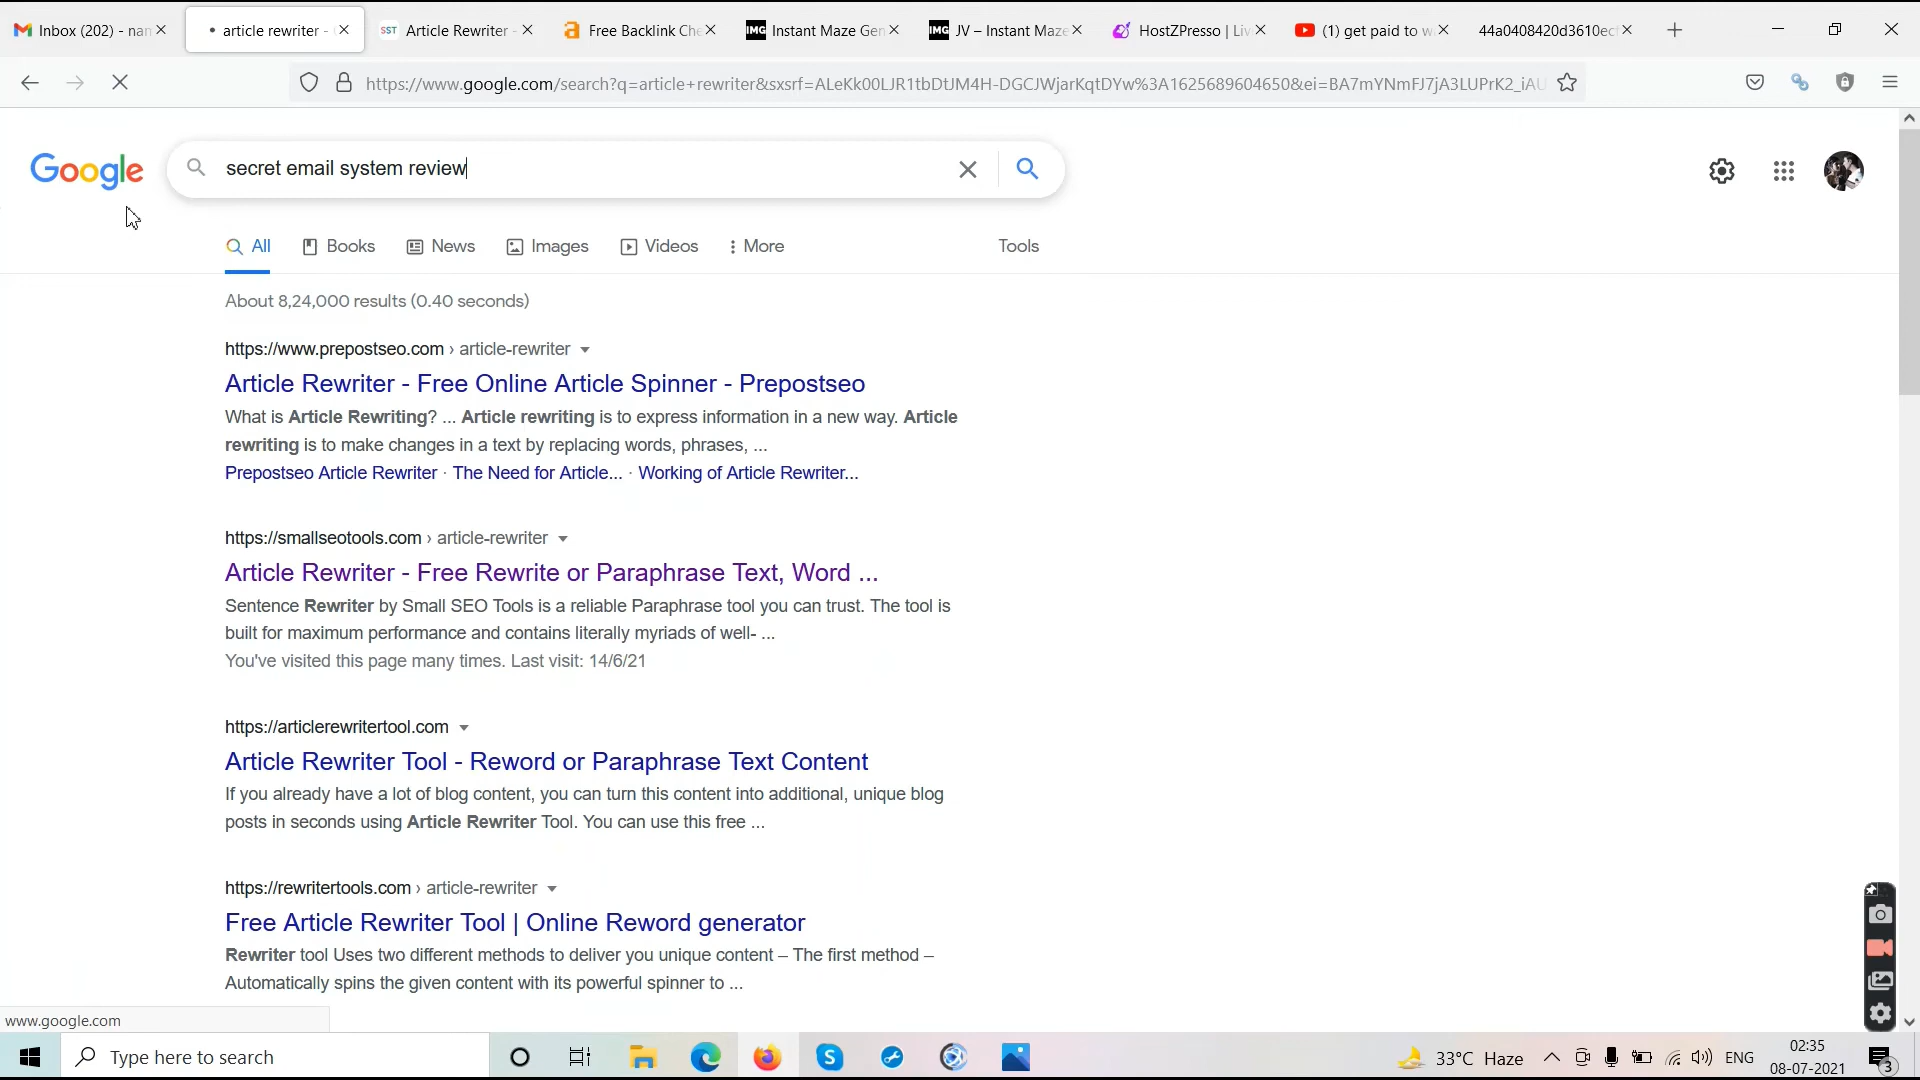 Inbox (202) - nan
article rewriter -
SST Article Rewriter -
Free Backlink Che
IMG Instant Maze Gen
IMG JV – Instant Maze
HostZPresso | Liv
(1) get paid to w
44a0408420d3610ecf
https://www.google.com/search?q=article+rewriter&sxsrf=ALeKk00LJR1tbDtJM4H-DGCJWjarKqtDYw%3A1625689604650&ei=BA7mYNmFJ7jA3LUPrK2_iAU
Google
secret email system review
All
Books
News
Images
Videos
More
Tools
About 8,24,000 results (0.40 seconds)
https://www.prepostseo.com › article-rewriter
Article Rewriter - Free Online Article Spinner - Prepostseo
What is Article Rewriting? ... Article rewriting is to express information in a new way. Article
rewriting is to make changes in a text by replacing words, phrases, ...
Prepostseo Article Rewriter · The Need for Article... · Working of Article Rewriter...
https://smallseotools.com › article-rewriter
Article Rewriter - Free Rewrite or Paraphrase Text, Word ...
Sentence Rewriter by Small SEO Tools is a reliable Paraphrase tool you can trust. The tool is
built for maximum performance and contains literally myriads of well- ...
You've visited this page many times. Last visit: 14/6/21
https://articlerewritertool.com
Article Rewriter Tool - Reword or Paraphrase Text Content
If you already have a lot of blog content, you can turn this content into additional, unique blog
posts in seconds using Article Rewriter Tool. You can use this free ...
https://rewritertools.com › article-rewriter
Free Article Rewriter Tool | Online Reword generator
Rewriter tool Uses two different methods to deliver you unique content – The first method –
Automatically spins the given content with its powerful spinner to ...
www.google.com
Type here to search
33°C Haze
ENG
02:35
08-07-2021
3